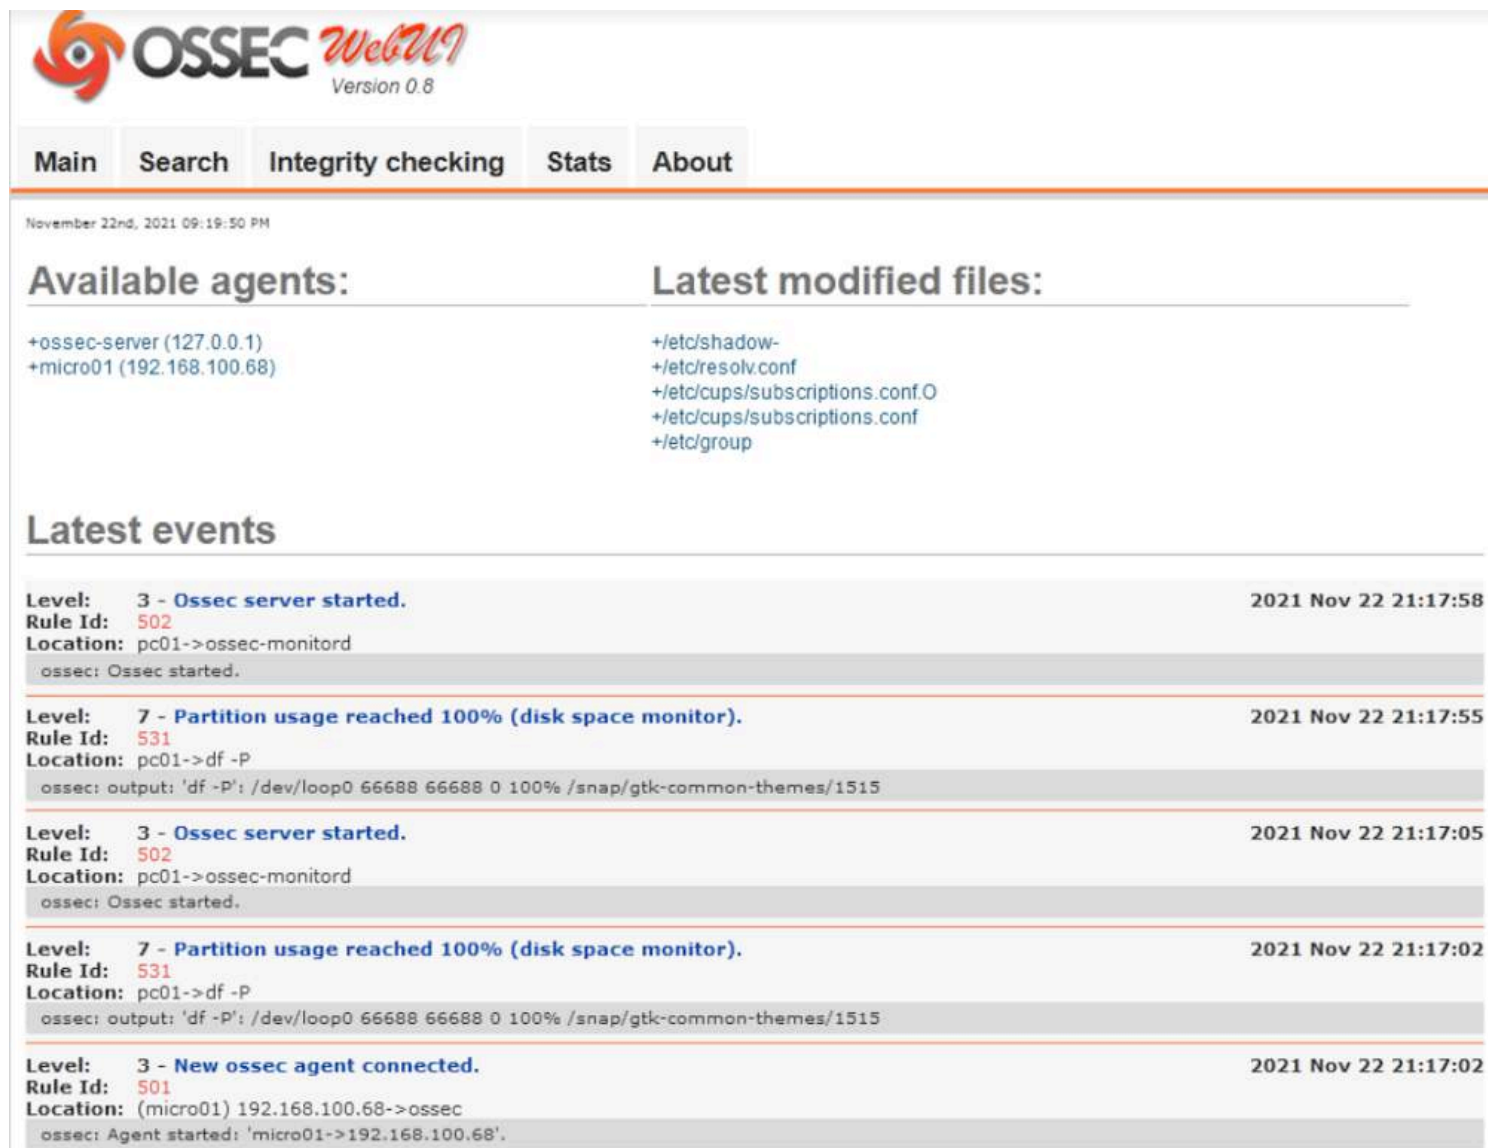 OSSEC WebUI
Version 0.8
Main Search Integrity checking Stats About
November 22nd, 2021 09:19:50 PM
Available agents:
+ossec-server (127.0.0.1)
+micro01 (192.168.100.68)
Latest modified files:
+/etc/shadow-
+/etc/resolv.conf
+/etc/cups/subscriptions.conf.O
+/etc/cups/subscriptions.conf
+/etc/group
Latest events
Level: 3 - Ossec server started. 2021 Nov 22 21:17:58
Rule Id: 502
Location: pc01->ossec-monitord
ossec: Ossec started.
Level: 7 - Partition usage reached 100% (disk space monitor). 2021 Nov 22 21:17:55
Rule Id: 531
Location: pc01->df -P
ossec: output: 'df -P': /dev/loop0 66688 66688 0 100% /snap/gtk-common-themes/1515
Level: 3 - Ossec server started. 2021 Nov 22 21:17:05
Rule Id: 502
Location: pc01->ossec-monitord
ossec: Ossec started.
Level: 7 - Partition usage reached 100% (disk space monitor). 2021 Nov 22 21:17:02
Rule Id: 531
Location: pc01->df -P
ossec: output: 'df -P': /dev/loop0 66688 66688 0 100% /snap/gtk-common-themes/1515
Level: 3 - New ossec agent connected. 2021 Nov 22 21:17:02
Rule Id: 501
Location: (micro01) 192.168.100.68->ossec
ossec: Agent started: 'micro01->192.168.100.68'.